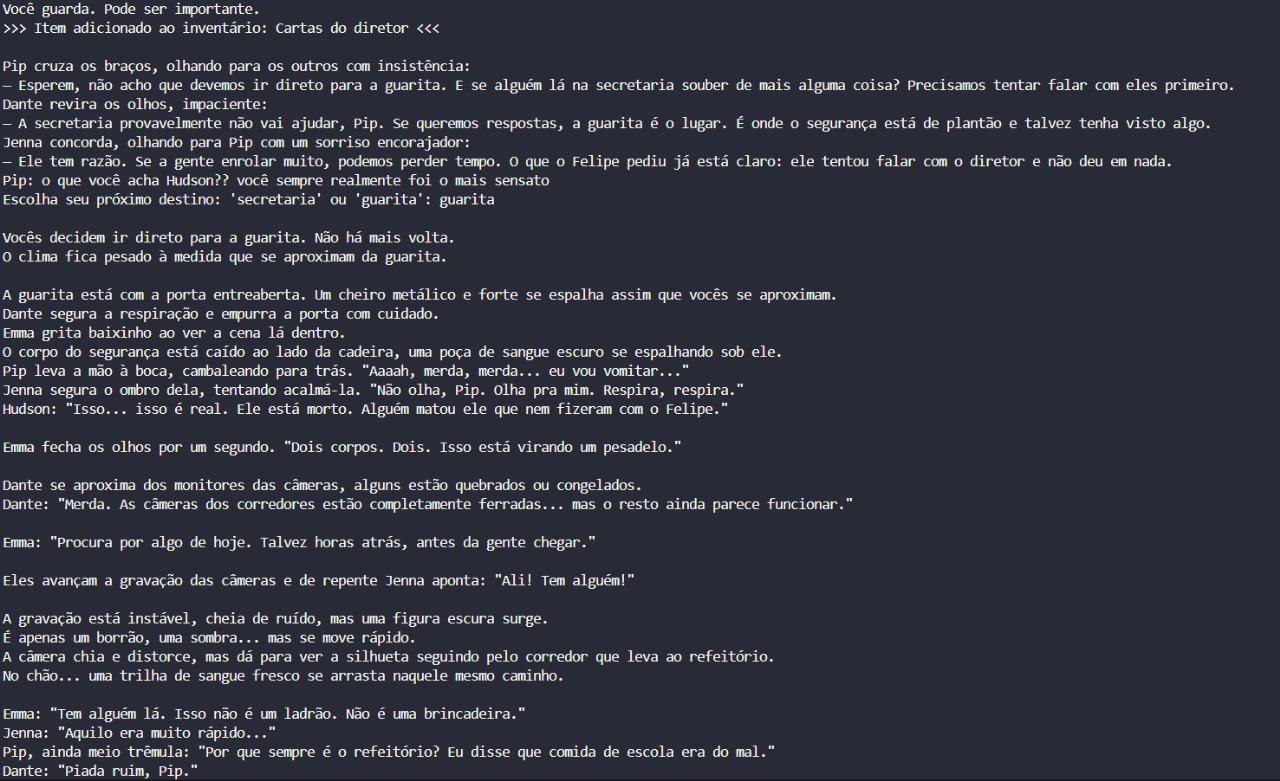 Você guarda. Pode ser importante.
>>> Item adicionado ao inventário: Cartas do diretor <<<
Pip cruza os braços, olhando para os outros com insistência:
— Esperem, não acho que devemos ir direto para a guarita. E se alguém lá na secretaria souber de mais alguma coisa? Precisamos tentar falar com eles primeiro.
Dante revira os olhos, impaciente:
— A secretaria provavelmente não vai ajudar, Pip. Se queremos respostas, a guarita é o lugar. É onde o segurança está de plantão e talvez tenha visto algo.
Jenna concorda, olhando para Pip com um sorriso encorajador:
— Ele tem razão. Se a gente enrolar muito, podemos perder tempo. O que o Felipe pediu já está claro: ele tentou falar com o diretor e não deu em nada.
Pip: o que você acha Hudson?? você sempre realmente foi o mais sensato
Escolha seu próximo destino: 'secretaria' ou 'guarita': guarita
Vocês decidem ir direto para a guarita. Não há mais volta.
O clima fica pesado à medida que se aproximam da guarita.
A guarita está com a porta entreaberta. Um cheiro metálico e forte se espalha assim que vocês se aproximam.
Dante segura a respiração e empurra a porta com cuidado.
Emma grita baixinho ao ver a cena lá dentro.
O corpo do segurança está caído ao lado da cadeira, uma poça de sangue escuro se espalhando sob ele.
Pip leva a mão à boca, cambaleando para trás. "Aaaah, merda, merda... eu vou vomitar..."
Jenna segura o ombro dela, tentando acalmá-la. "Não olha, Pip. Olha pra mim. Respira, respira."
Hudson: "Isso... isso é real. Ele está morto. Alguém matou ele que nem fizeram com o Felipe."
Emma fecha os olhos por um segundo. "Dois corpos. Dois. Isso está virando um pesadelo."
Dante se aproxima dos monitores das câmeras, alguns estão quebrados ou congelados.
Dante: "Merda. As câmeras dos corredores estão completamente ferradas... mas o resto ainda parece funcionar."
Emma: "Procura por algo de hoje. Talvez horas atrás, antes da gente chegar."
Eles avançam a gravação das câmeras e de repente Jenna aponta: "Ali! Tem alguém!"
A gravação está instável, cheia de ruído, mas uma figura escura surge.
É apenas um borrão, uma sombra... mas se move rápido.
A câmera chia e distorce, mas dá para ver a silhueta seguindo pelo corredor que leva ao refeitório.
No chão... uma trilha de sangue fresco se arrasta naquele mesmo caminho.
Emma: "Tem alguém lá. Isso não é um ladrão. Não é uma brincadeira."
Jenna: "Aquilo era muito rápido..."
Pip, ainda meio trêmula: "Por que sempre é o refeitório? Eu disse que comida de escola era do mal."
Dante: "Piada ruim, Pip."